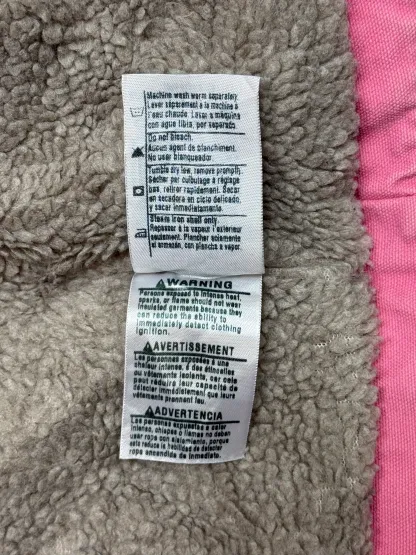 Machine wash warm separately.
Laver séparément à la machine à
l'eau chaude. Lavar a máquina
con agua tibia, por separado.
Do not bleach.
Aucun agent de blanchiment.
No usar blanqueador.
Tumble dry low, remove promptly.
Sécher par culbutage à réglage
bas, retirer rapidement. Secar
en secadora en ciclo delicado,
y sacar inmediatamente.
Steam iron shell only.
Repasser à la vapeur l'extérieur
seulement. Planchar solamente
el armazón, con plancha a vapor.
WARNING
Persons exposed to intense heat,
sparks, or flame should not wear
insulated garments because they
can reduce the ability to
immediately detect clothing
ignition.
AVERTISSEMENT
Les personnes exposées à une
chaleur intense, à des étincelles
ou vêtements isolants, car cela
peut réduire leur capacité de
détecter immédiatement que leurs
vêtements prennent feu.
ADVERTENCIA
Las personas expuestas a calor
intenso, chispas o llamas no deben
usar ropa con aislamiento, porque
esta reduce la habilidad de detectar
ropa encendida de inmediato.